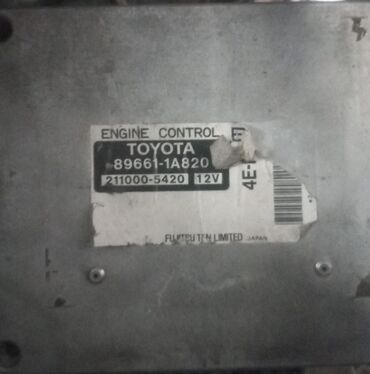 ENGINE CONTROL
TOYOTA
89661-1A820
211000-5420 12V
4E-
FUJITSU TEN LIMITED JAPAN